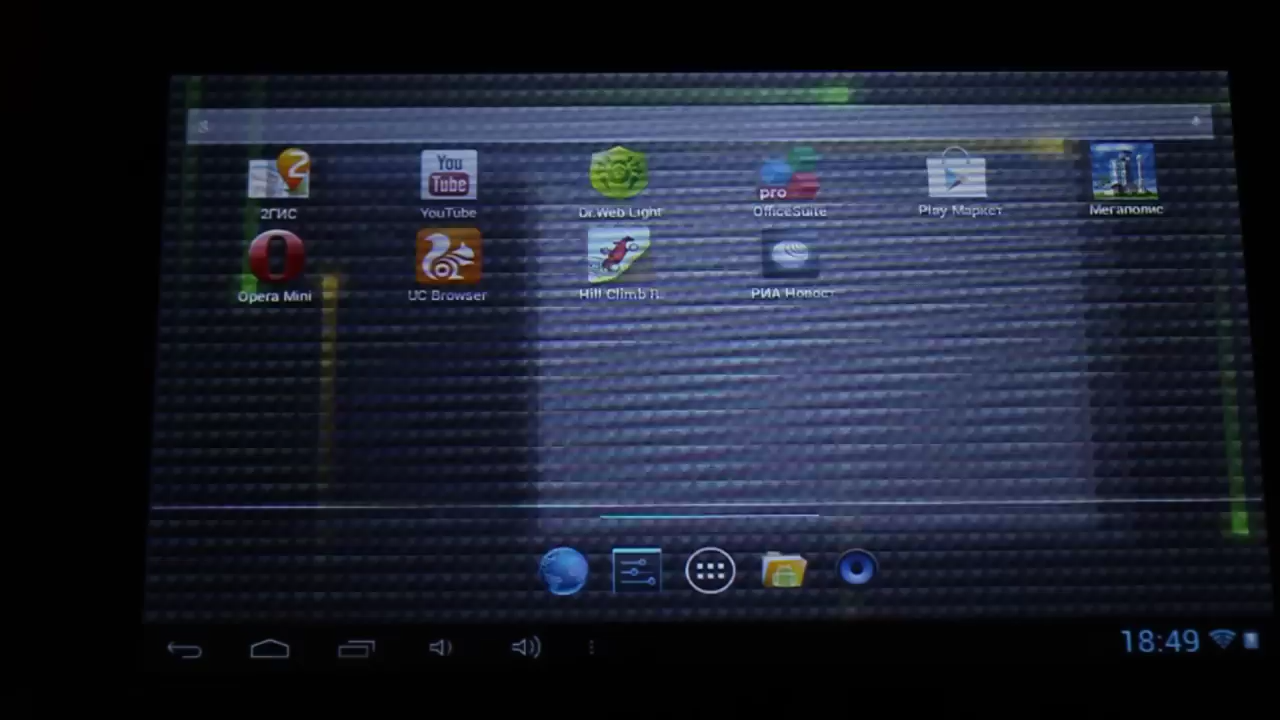 2ГИС
You
Tube
YouTube
Dr.Web Light
pro
OfficeSuite
Play Маркет
Мегаполис
Opera Mini
UC Browser
Hill Climb R.
РИА Новост
18:49